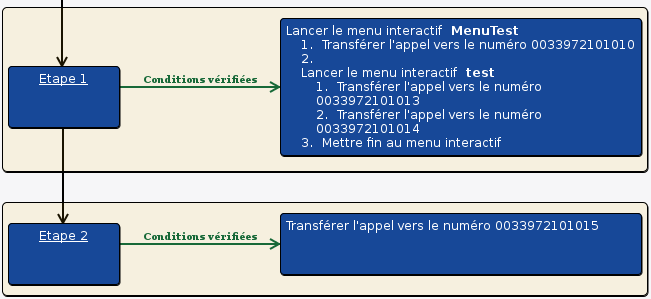 Lancer le menu interactif MenuTest
1. Transférer l'appel vers le numéro 0033972101010
2.
Lancer le menu interactif test
1. Transférer l'appel vers le numéro
0033972101013
2. Transférer l'appel vers le numéro
0033972101014
3. Mettre fin au menu interactif
Etape 1
Conditions vérifiées
Etape 2
Conditions vérifiées
Transférer l'appel vers le numéro 0033972101015